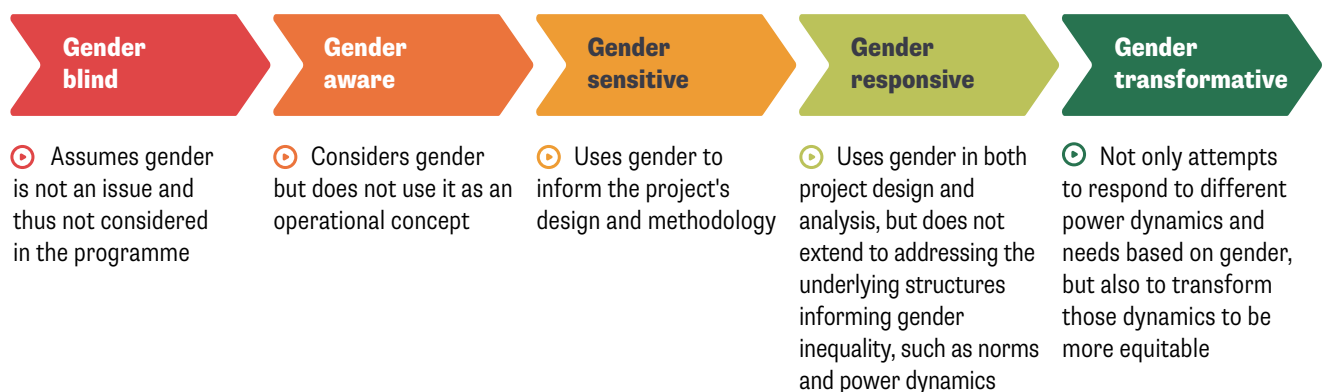 Gender
blind
Gender
aware
Gender
sensitive
Gender
responsive
Gender
transformative
Assumes gender
is not an issue and
thus not considered
in the programme
Considers gender
but does not use it as an
operational concept
Uses gender to
inform the project's
design and methodology
Uses gender in both
project design and
analysis, but does not
extend to addressing the
underlying structures
informing gender
inequality, such as norms
and power dynamics
Not only attempts
to respond to different
power dynamics and
needs based on gender,
but also to transform
those dynamics to be
more equitable